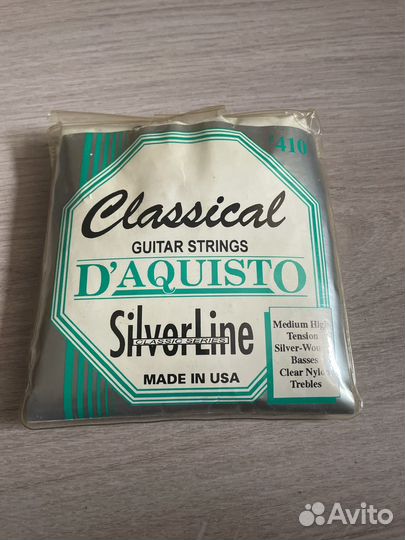 #410
Classical
GUITAR STRINGS
D'AQUISTO
SilverLine
CLASSIC SERIES
MADE IN USA
Medium High
Tension
Silver-Wound
Basses
Clear Nylon
Trebles
Avito